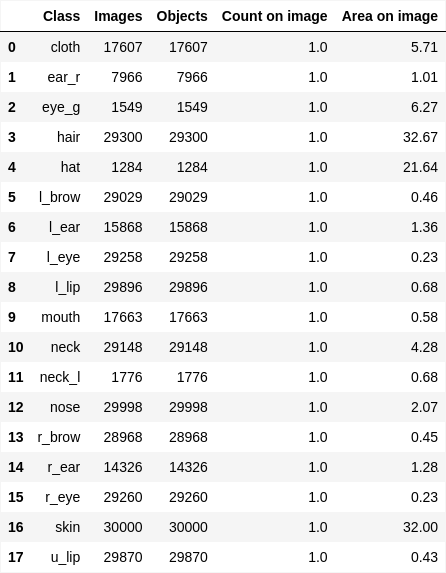 Class Images Objects Count on image Area on image
0 cloth 17607 17607 1.0 5.71
1 ear_r 7966 7966 1.0 1.01
2 eye_g 1549 1549 1.0 6.27
3 hair 29300 29300 1.0 32.67
4 hat 1284 1284 1.0 21.64
5 l_brow 29029 29029 1.0 0.46
6 l_ear 15868 15868 1.0 1.36
7 l_eye 29258 29258 1.0 0.23
8 l_lip 29896 29896 1.0 0.68
9 mouth 17663 17663 1.0 0.58
10 neck 29148 29148 1.0 4.28
11 neck_l 1776 1776 1.0 0.68
12 nose 29998 29998 1.0 2.07
13 r_brow 28968 28968 1.0 0.45
14 r_ear 14326 14326 1.0 1.28
15 r_eye 29260 29260 1.0 0.23
16 skin 30000 30000 1.0 32.00
17 u_lip 29870 29870 1.0 0.43